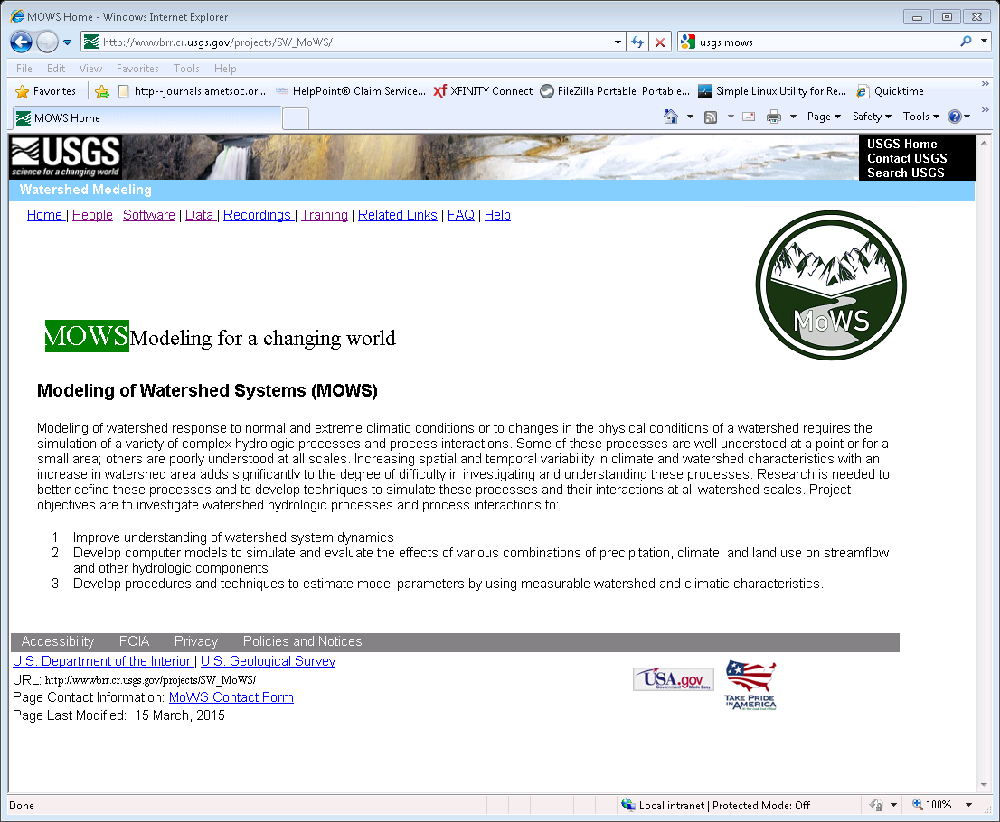 MOWS Home - Windows Internet Explorer
http://wwwbrr.cr.usgs.gov/projects/SW_MoWS/
usgs mows
File Edit View Favorites Tools Help
Favorites http--journals.ametsoc.or... HelpPoint® Claim Service... XFINITY Connect FileZilla Portable Portable... Simple Linux Utility for Re... Quicktime
MOWS Home
Page Safety Tools
USGS
science for a changing world
USGS Home
Contact USGS
Search USGS
Watershed Modeling
Home | People | Software | Data | Recordings | Training | Related Links | FAQ | Help
MoWS
MOWS Modeling for a changing world
Modeling of Watershed Systems (MOWS)
Modeling of watershed response to normal and extreme climatic conditions or to changes in the physical conditions of a watershed requires the
simulation of a variety of complex hydrologic processes and process interactions. Some of these processes are well understood at a point or for a
small area; others are poorly understood at all scales. Increasing spatial and temporal variability in climate and watershed characteristics with an
increase in watershed area adds significantly to the degree of difficulty in investigating and understanding these processes. Research is needed to
better define these processes and to develop techniques to simulate these processes and their interactions at all watershed scales. Project
objectives are to investigate watershed hydrologic processes and process interactions to:
1. Improve understanding of watershed system dynamics
2. Develop computer models to simulate and evaluate the effects of various combinations of precipitation, climate, and land use on streamflow
and other hydrologic components
3. Develop procedures and techniques to estimate model parameters by using measurable watershed and climatic characteristics.
Accessibility FOIA Privacy Policies and Notices
U.S. Department of the Interior | U.S. Geological Survey
URL: http://wwwbrr.cr.usgs.gov/projects/SW_MoWS/
Page Contact Information: MoWS Contact Form
Page Last Modified: 15 March, 2015
USA.gov
Government Made Easy
TAKE PRIDE
IN AMERICA
Done
Local intranet | Protected Mode: Off
100%